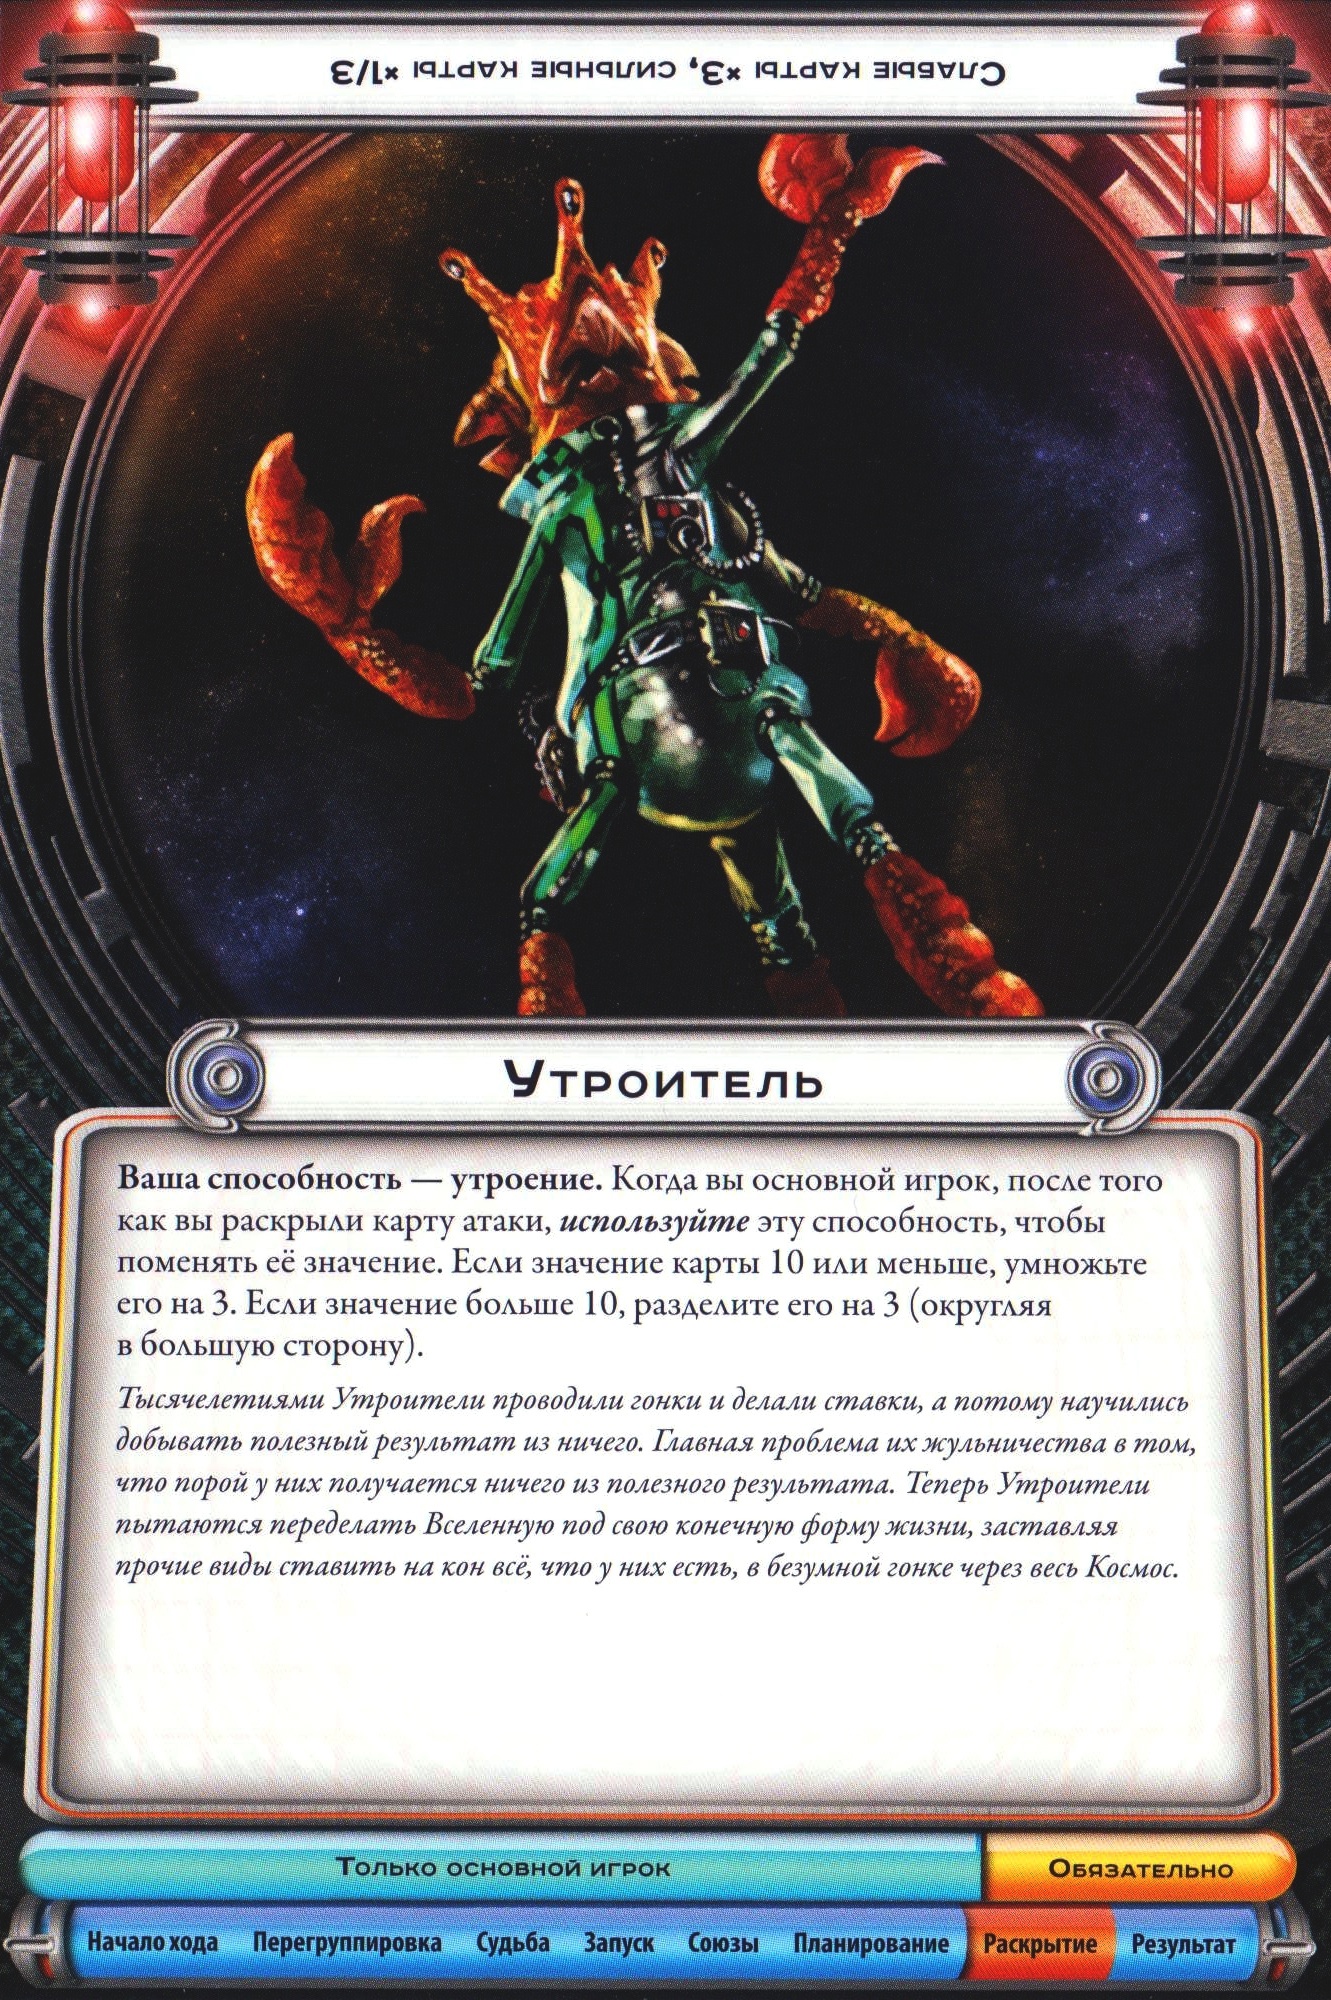 Слабые карты ×3, сильные карты ×1/3
Утроитель
Ваша способность — утроение. Когда вы основной игрок, после того
как вы раскрыли карту атаки, используйте эту способность, чтобы
поменять её значение. Если значение карты 10 или меньше, умножьте
его на 3. Если значение больше 10, разделите его на 3 (округляя
в большую сторону).
Тысячелетиями Утроители проводили гонки и делали ставки, а потому научились
добывать полезный результат из ничего. Главная проблема их жульничества в том,
что порой у них получается ничего из полезного результата. Теперь Утроители
пытаются переделать Вселенную под свою конечную форму жизни, заставляя
прочие виды ставить на кон всё, что у них есть, в безумной гонке через весь Космос.
Только основной игрок Обязательно
Начало хода Перегруппировка Судьба Запуск Союзы Планирование Раскрытие Результат